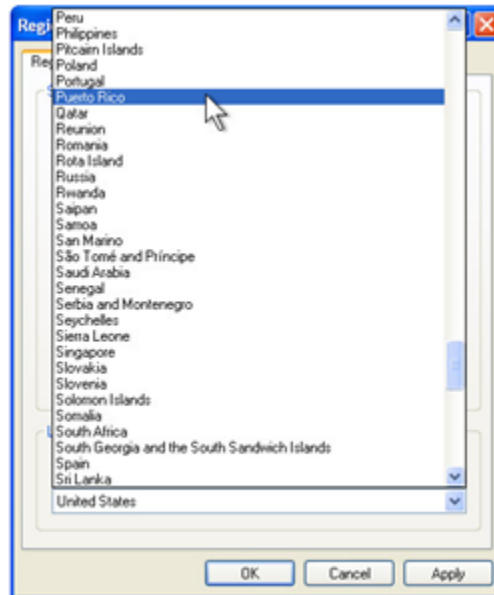 Regi
Peru
Philippines
Pitcairn Islands
Poland
Portugal
Puerto Rico
Qatar
Reunion
Romania
Rota Island
Russia
Rwanda
Saipan
Samoa
San Marino
São Tomé and Príncipe
Saudi Arabia
Senegal
Serbia and Montenegro
Seychelles
Sierra Leone
Singapore
Slovakia
Slovenia
Solomon Islands
Somalia
South Africa
South Georgia and the South Sandwich Islands
Spain
Sri Lanka
United States
OK Cancel Apply